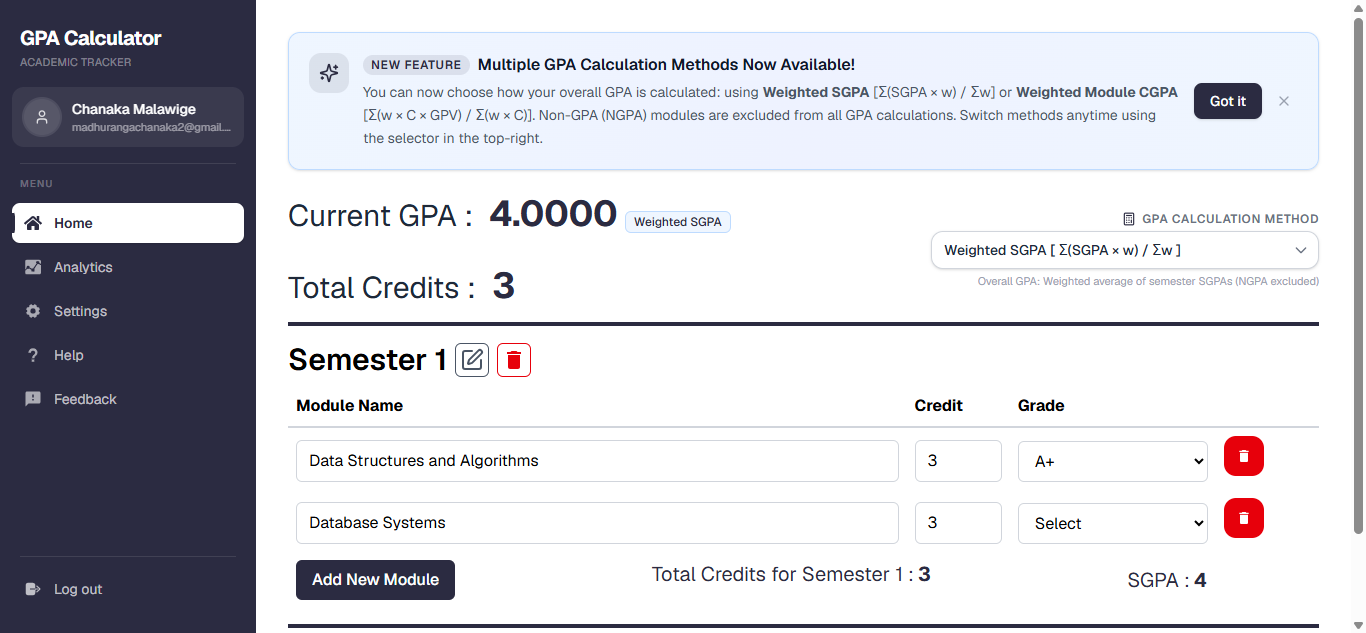 GPA Calculator
ACADEMIC TRACKER
Chanaka Malawige
madhurangachanaka2@gmail....
MENU
Home
Analytics
Settings
Help
Feedback
Log out
NEW FEATURE Multiple GPA Calculation Methods Now Available!
You can now choose how your overall GPA is calculated: using Weighted SGPA [Σ(SGPA × w) / Σw] or Weighted Module CGPA
[Σ(w × C × GPV) / Σ(w × C)]. Non-GPA (NGPA) modules are excluded from all GPA calculations. Switch methods anytime using
the selector in the top-right.
Got it
Current GPA : 4.0000 Weighted SGPA
GPA CALCULATION METHOD
Weighted SGPA [ Σ(SGPA × w) / Σw ]
Overall GPA: Weighted average of semester SGPAs (NGPA excluded)
Total Credits : 3
Semester 1
Module Name Credit Grade
Data Structures and Algorithms 3 A+
Database Systems 3 Select
Add New Module Total Credits for Semester 1 : 3 SGPA : 4